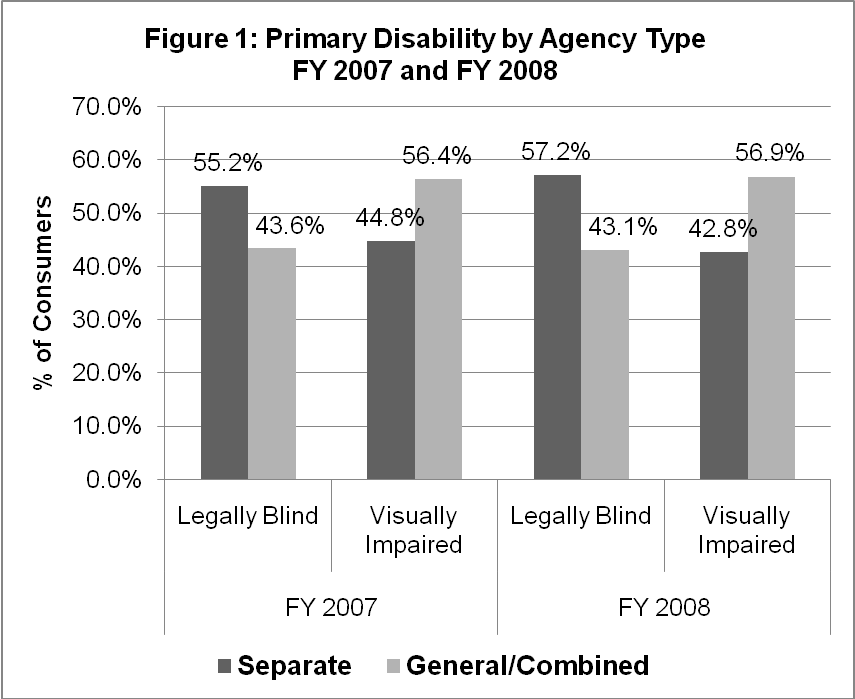 Figure 1: Primary Disability by Agency Type
FY 2007 and FY 2008
% of Consumers
70.0%
60.0%
50.0%
40.0%
30.0%
20.0%
10.0%
0.0%
55.2%
43.6%
44.8%
56.4%
57.2%
43.1%
42.8%
56.9%
Legally Blind
Visually
Impaired
Legally Blind
Visually
Impaired
FY 2007
FY 2008
Separate
General/Combined